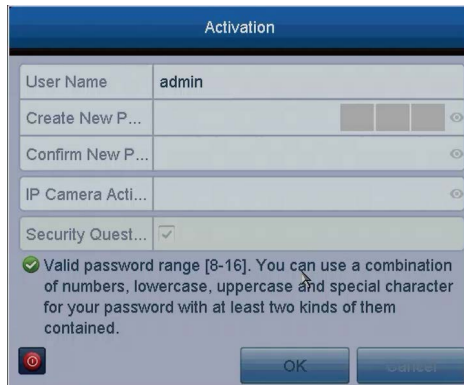 Activation
User Name admin
Create New P...
Confirm New P...
IP Camera Acti...
Security Quest...
Valid password range [8-16]. You can use a combination
of numbers, lowercase, uppercase and special character
for your password with at least two kinds of them
contained.
OK Cancel